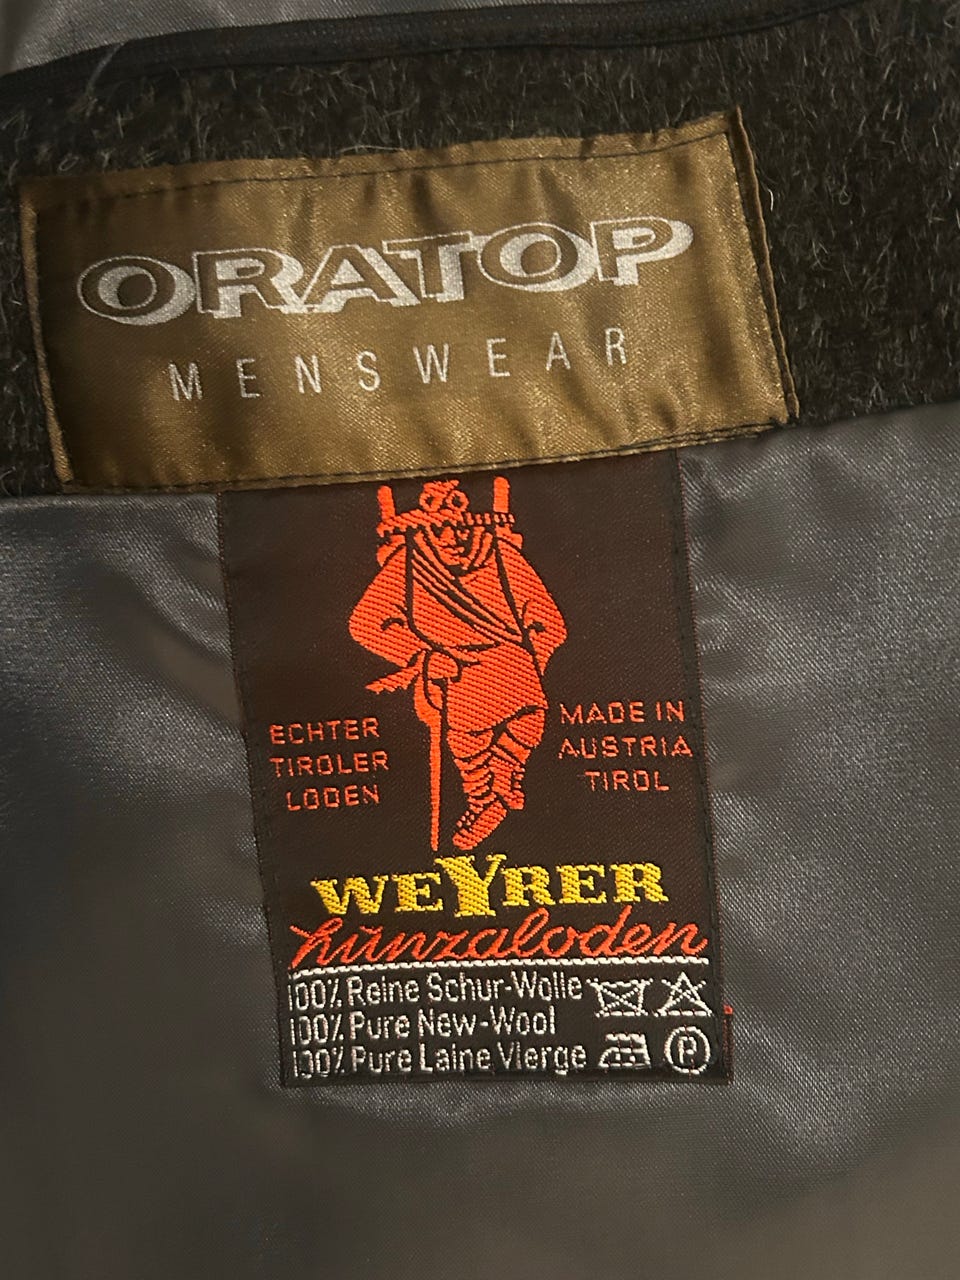 ORATOP
MENSWEAR
ECHTER
TIROLER
LODEN
MADE IN
AUSTRIA
TIROL
WEYRER
hunzaloden
100% Reine Schur-Wolle
100% Pure New-Wool
100% Pure Laine Vierge
P